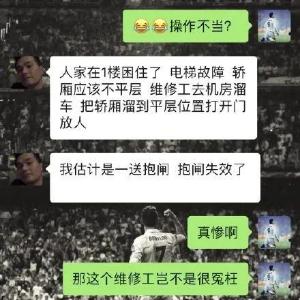 😂😂操作不当?
人家在1楼困住了 电梯故障 轿
厢应该不平层 维修工去机房溜
车 把轿厢溜到平层位置打开门
放人
我估计是一送抱闸 抱闸失效了
真惨啊
那这个维修工岂不是很冤枉
7